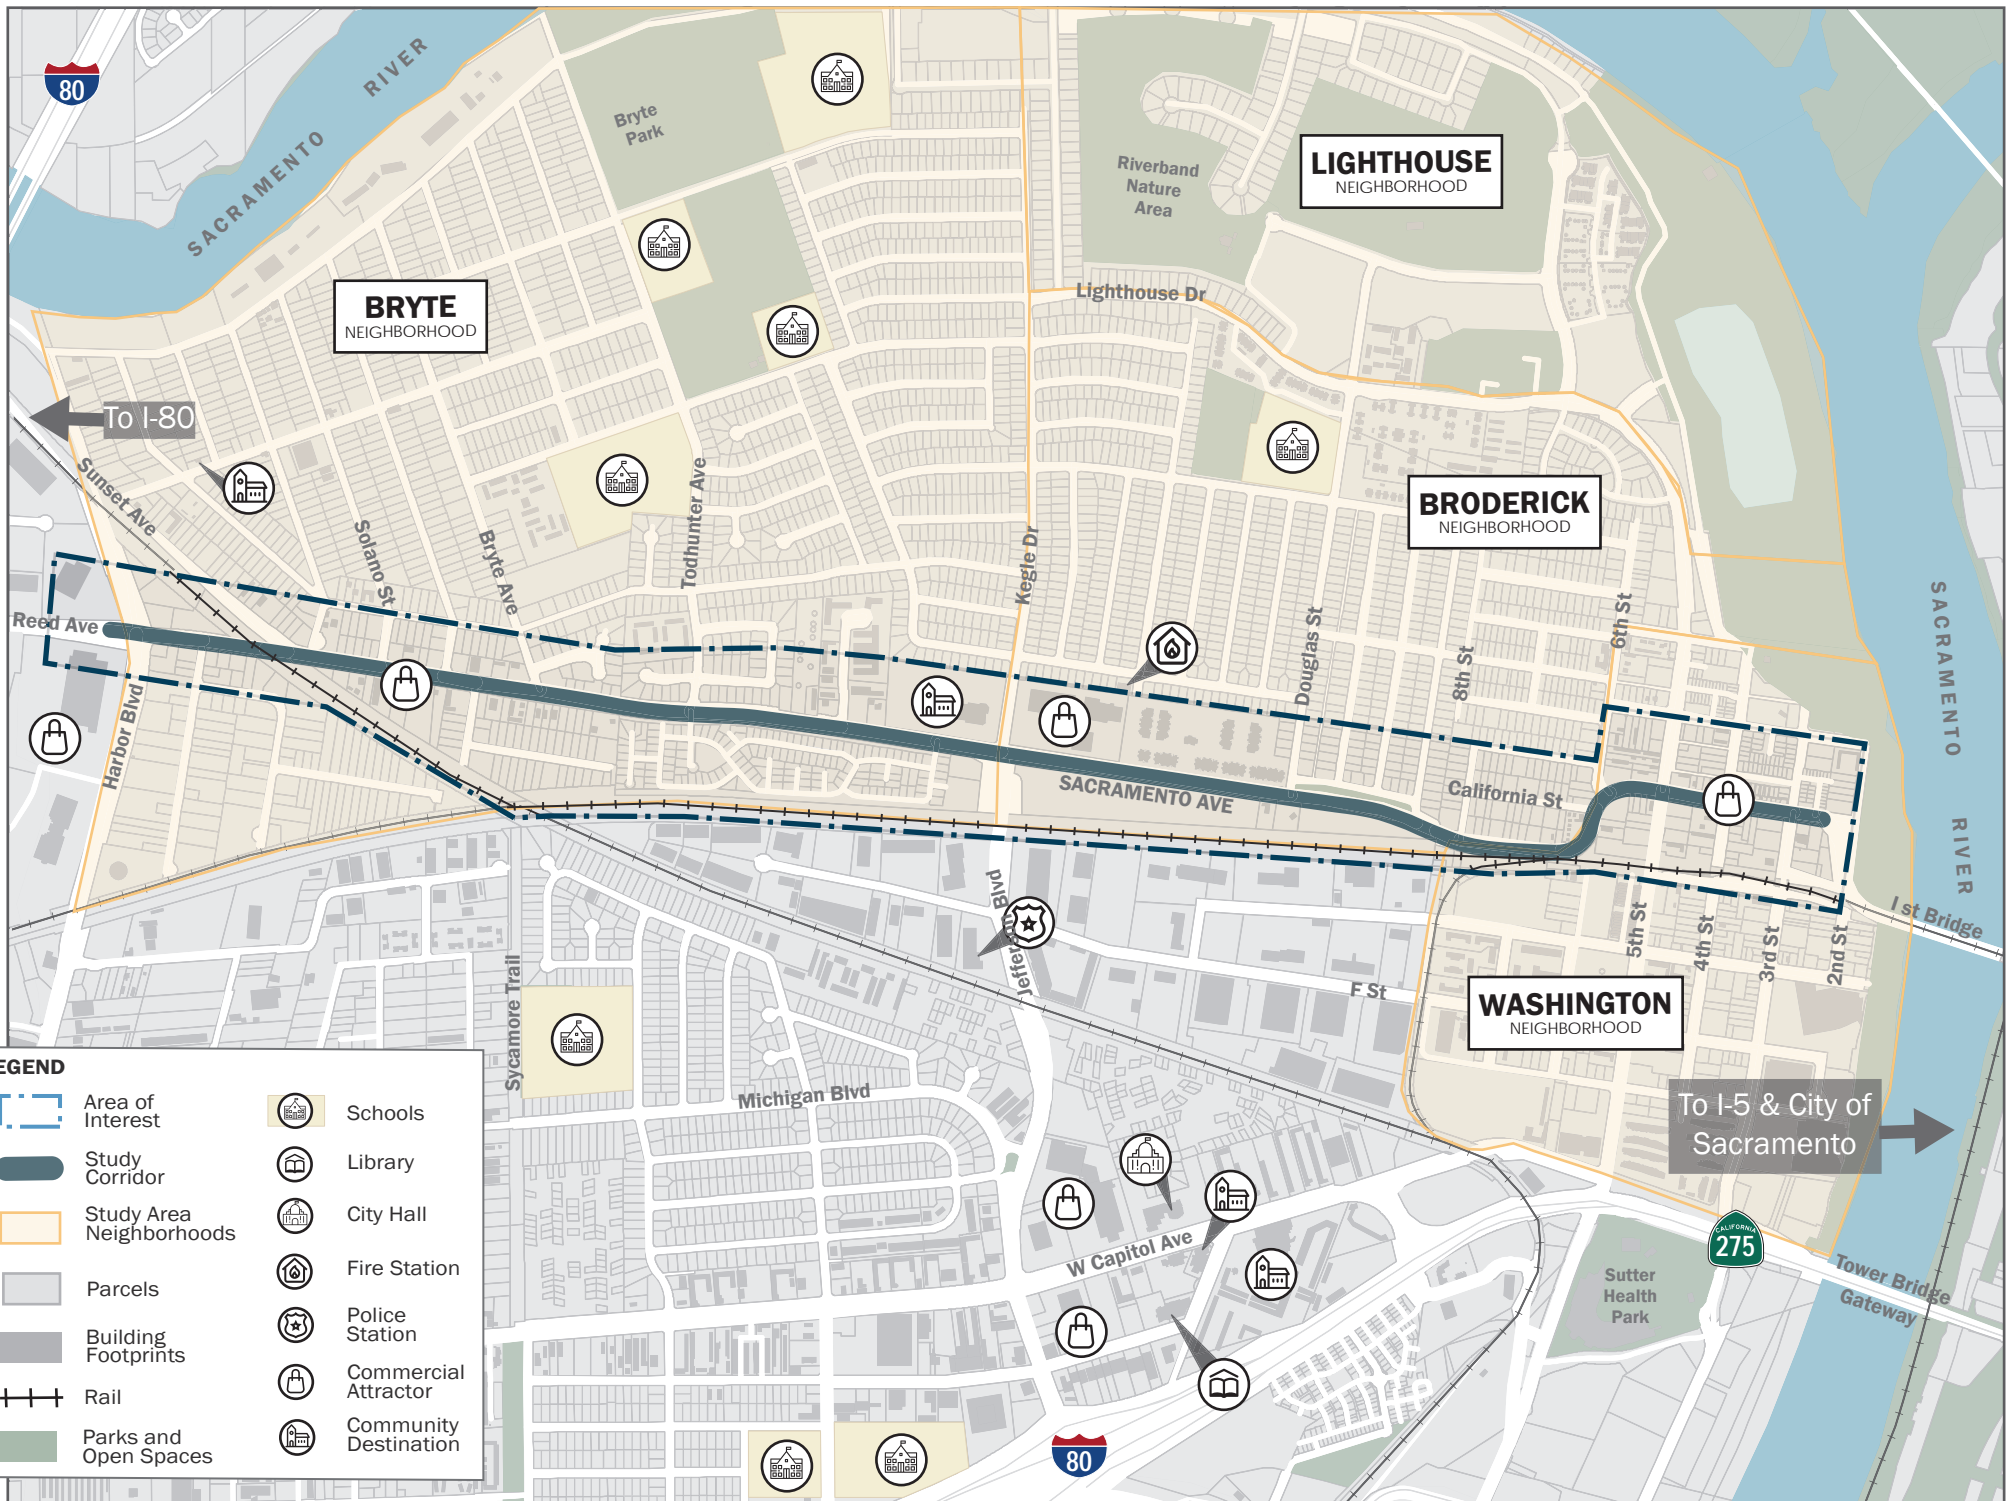 80
SACRAMENTO
RIVER
Bryte
Park
Riverband
Nature
Area
LIGHTHOUSE
NEIGHBORHOOD
BRYTE
NEIGHBORHOOD
Lighthouse Dr
To I-80
Sunset Ave
Solano St
Bryte Ave
Todhunter Ave
Kegle Dr
BRODERICK
NEIGHBORHOOD
Douglas St
8th St
6th St
SACRAMENTO
RIVER
Reed Ave
Harbor Blvd
SACRAMENTO AVE
California St
I st Bridge
5th St
4th St
3rd St
2nd St
Jefferson Blvd
F St
WASHINGTON
NEIGHBORHOOD
Sycamore Trail
Michigan Blvd
To I-5 & City of
Sacramento
W Capitol Ave
CALIFORNIA
275
Sutter
Health
Park
Tower Bridge
Gateway
80
EGEND
Area of
Interest
Study
Corridor
Study Area
Neighborhoods
Parcels
Building
Footprints
Rail
Parks and
Open Spaces
Schools
Library
City Hall
Fire Station
Police
Station
Commercial
Attractor
Community
Destination